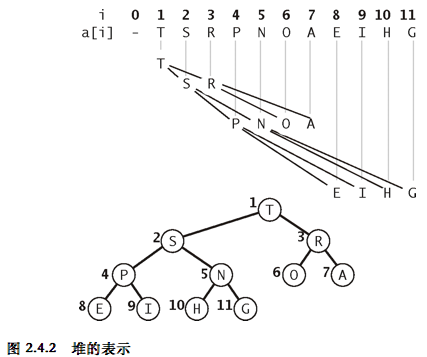 i 0 1 2 3 4 5 6 7 8 9 10 11
a[i] - T S R P N O A E I H G
T
S R
P N O A
E I H G
1 T
2 S 3 R
4 P 5 N 6 O 7 A
8 E 9 I 10 H 11 G
图 2.4.2 堆的表示